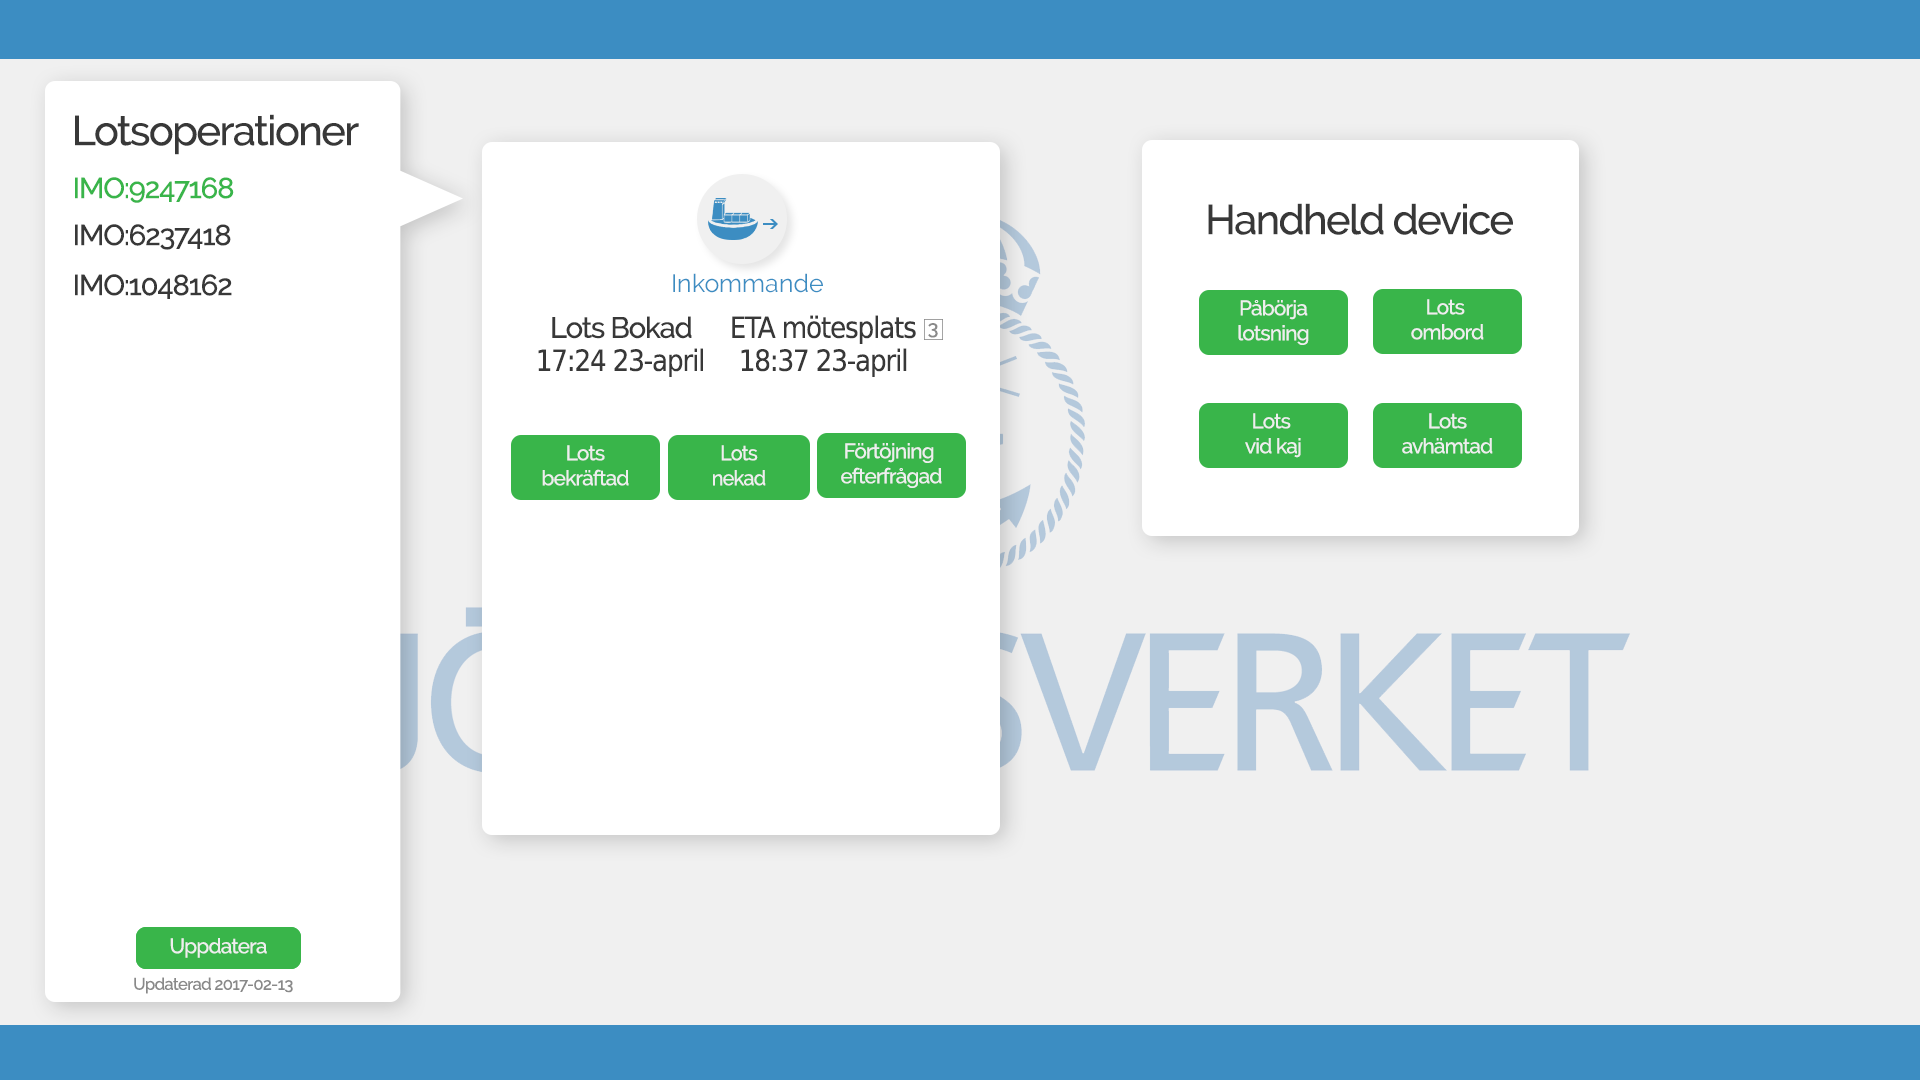 Lotsoperationer
IMO:9247168
IMO:6237418
IMO:1048162
Uppdatera
Updaterad 2017-02-13
Inkommande
Lots Bokad
17:24 23-april
ETA mötesplats 3
18:37 23-april
Lots
bekräftad
Lots
nekad
Förtöjning
efterfrågad
Handheld device
Påbörja
lotsning
Lots
ombord
Lots
vid kaj
Lots
avhämtad
JÖ SVERKET